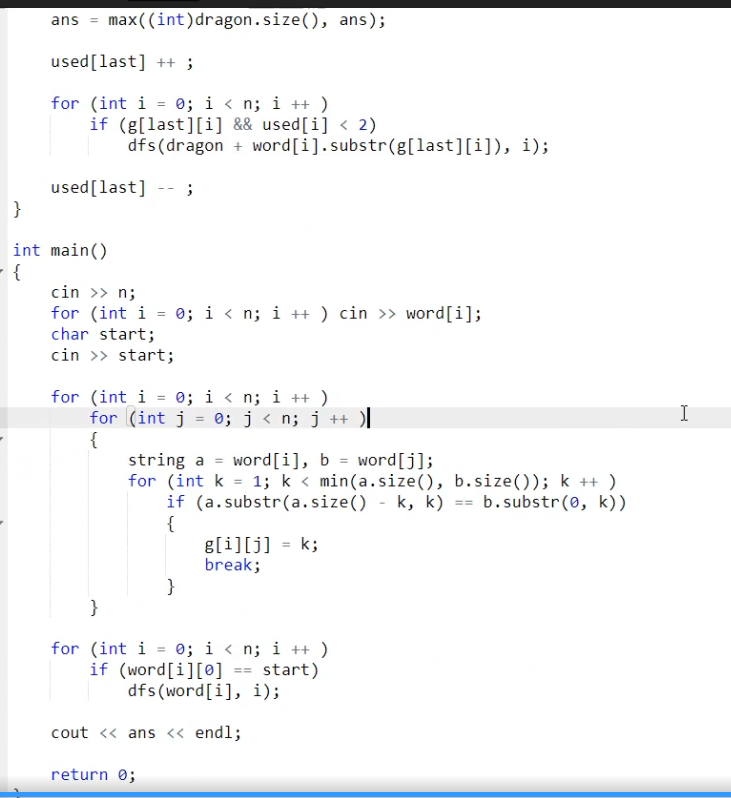 ans = max((int)dragon.size(), ans);

    used[last] ++ ;

    for (int i = 0; i < n; i ++ )
        if (g[last][i] && used[i] < 2)
            dfs(dragon + word[i].substr(g[last][i]), i);

    used[last] -- ;
}

int main()
{
    cin >> n;
    for (int i = 0; i < n; i ++ ) cin >> word[i];
    char start;
    cin >> start;

    for (int i = 0; i < n; i ++ )
        for (int j = 0; j < n; j ++ )
        {
            string a = word[i], b = word[j];
            for (int k = 1; k < min(a.size(), b.size()); k ++ )
                if (a.substr(a.size() - k, k) == b.substr(0, k))
                {
                    g[i][j] = k;
                    break;
                }
        }

    for (int i = 0; i < n; i ++ )
        if (word[i][0] == start)
            dfs(word[i], i);

    cout << ans << endl;

    return 0;